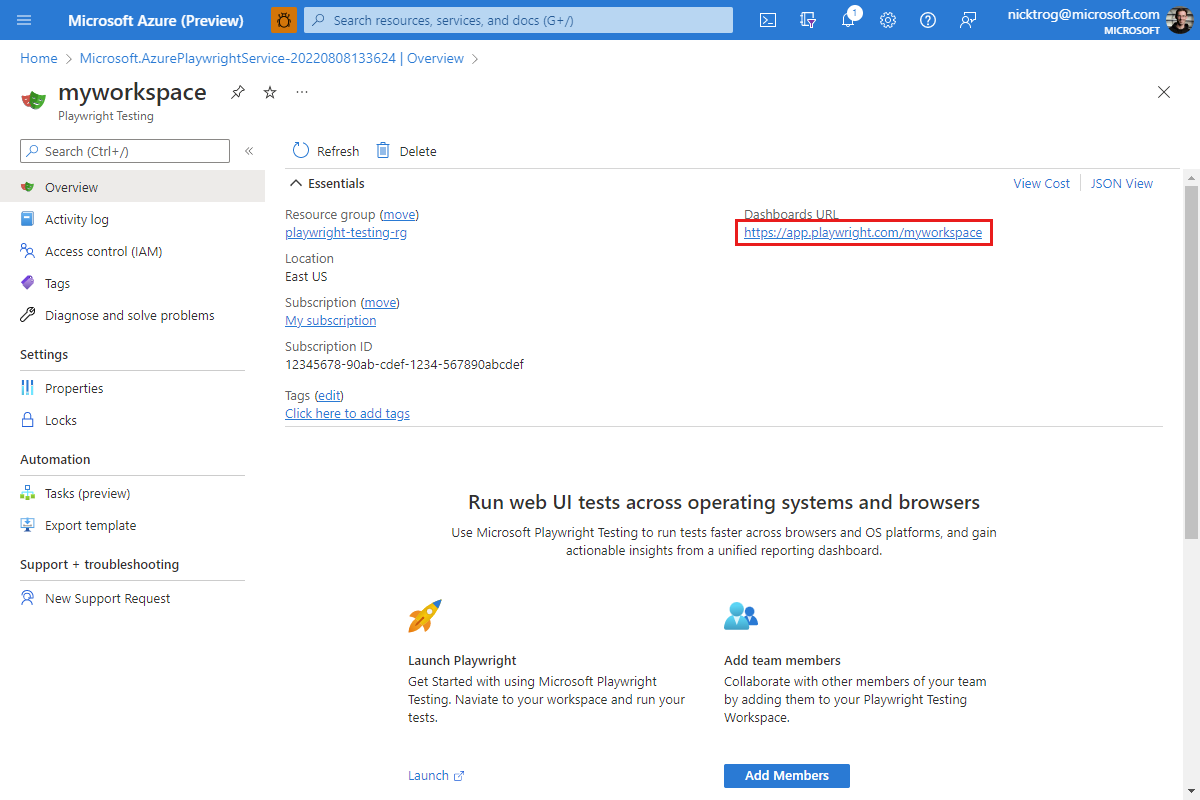 Microsoft Azure (Preview)
Search resources, services, and docs (G+/)
1
nicktrog@microsoft.com
MICROSOFT
Home > Microsoft.AzurePlaywrightService-20220808133624 | Overview >
myworkspace
Playwright Testing
Search (Ctrl+/)
«
Overview
Activity log
Access control (IAM)
Tags
Diagnose and solve problems
Settings
Properties
Locks
Automation
Tasks (preview)
Export template
Support + troubleshooting
New Support Request
Refresh
Delete
Essentials
View Cost
JSON View
Resource group (move)
playwright-testing-rg
Location
East US
Subscription (move)
My subscription
Subscription ID
12345678-90ab-cdef-1234-567890abcdef
Tags (edit)
Click here to add tags
Dashboards URL
https://app.playwright.com/myworkspace
Run web UI tests across operating systems and browsers
Use Microsoft Playwright Testing to run tests faster across browsers and OS platforms, and gain
actionable insights from a unified reporting dashboard.
Launch Playwright
Get Started with using Microsoft Playwright
Testing. Naviate to your workspace and run your
tests.
Launch
Add team members
Collaborate with other members of your team
by adding them to your Playwright Testing
Workspace.
Add Members